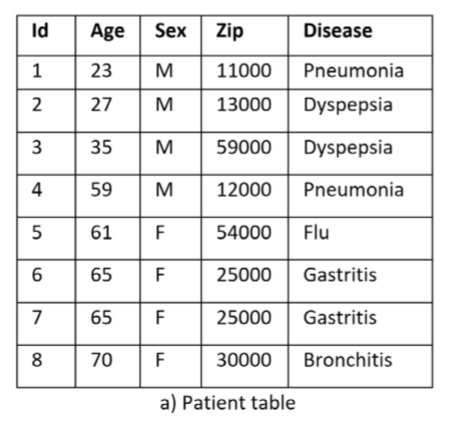 Id Age Sex Zip Disease
1 23 M 11000 Pneumonia
2 27 M 13000 Dyspepsia
3 35 M 59000 Dyspepsia
4 59 M 12000 Pneumonia
5 61 F 54000 Flu
6 65 F 25000 Gastritis
7 65 F 25000 Gastritis
8 70 F 30000 Bronchitis
a) Patient table